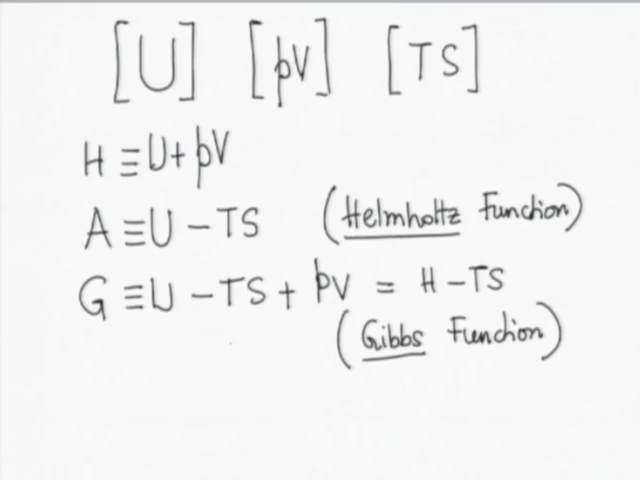 [U] [pV] [TS]
H ≡ U + pV
A ≡ U - TS (Helmholtz Function)
G ≡ U - TS + pV = H - TS
(Gibbs Function)